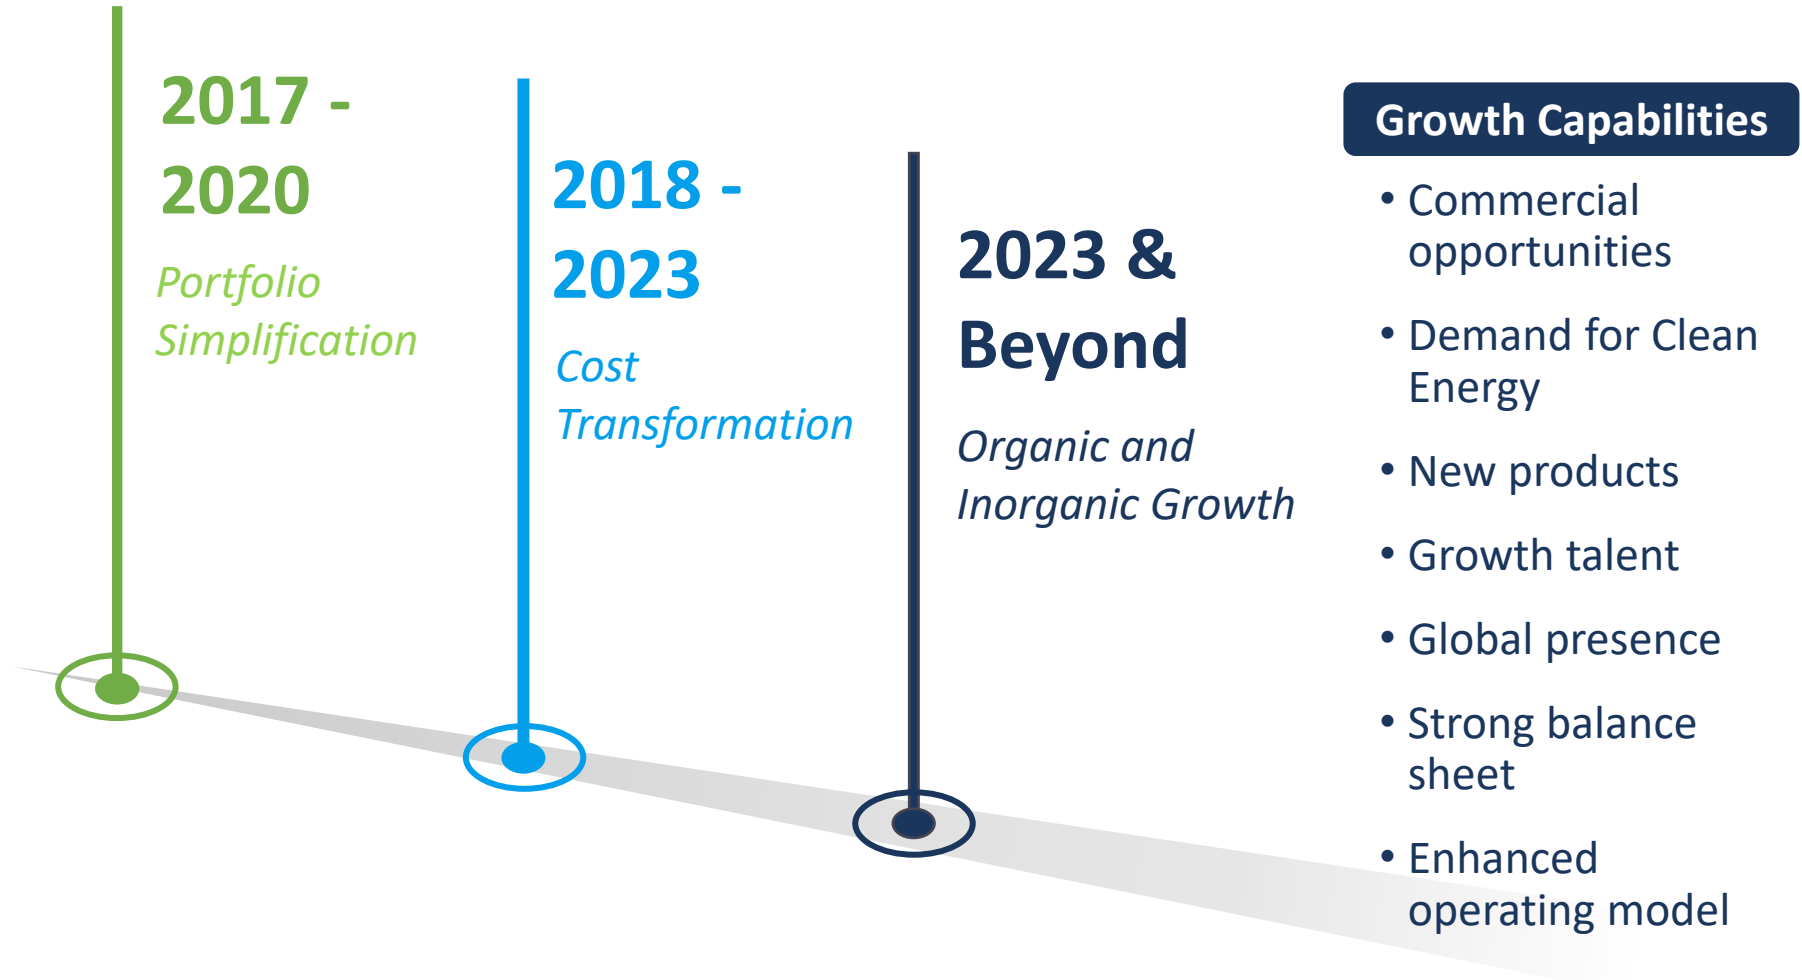 2017 -
2020
Portfolio
Simplification
2018 -
2023
Cost
Transformation
2023 &
Beyond
Organic and
Inorganic Growth
Growth Capabilities
• Commercial
opportunities
• Demand for Clean
Energy
• New products
• Growth talent
• Global presence
• Strong balance
sheet
• Enhanced
operating model